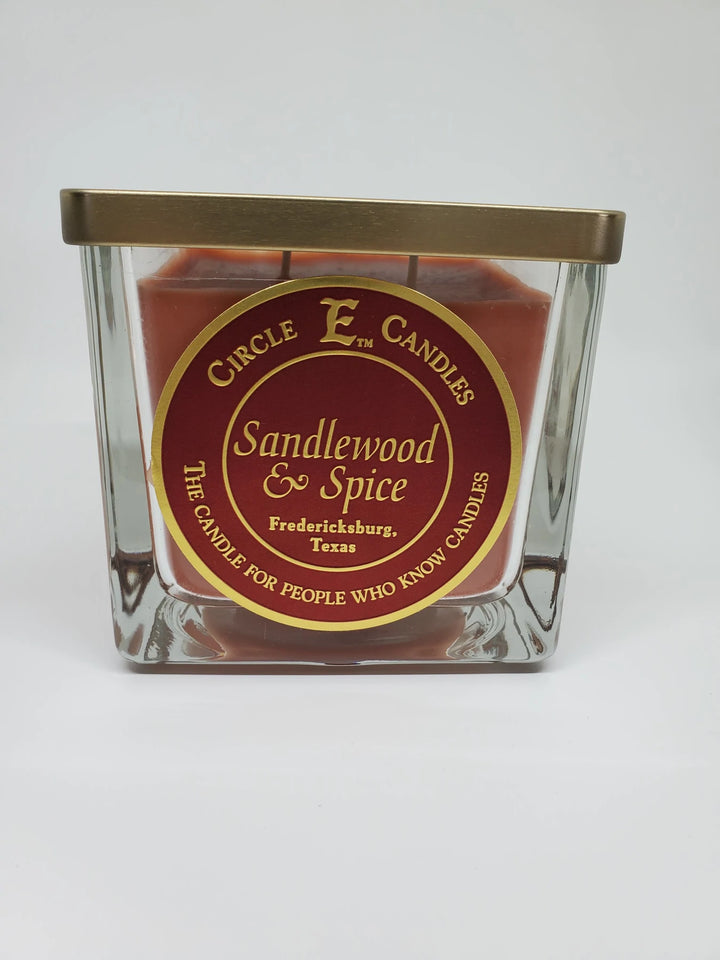 CIRCLE E™ CANDLES
Sandlewood
& Spice
Fredericksburg,
Texas
THE CANDLE FOR PEOPLE WHO KNOW CANDLES